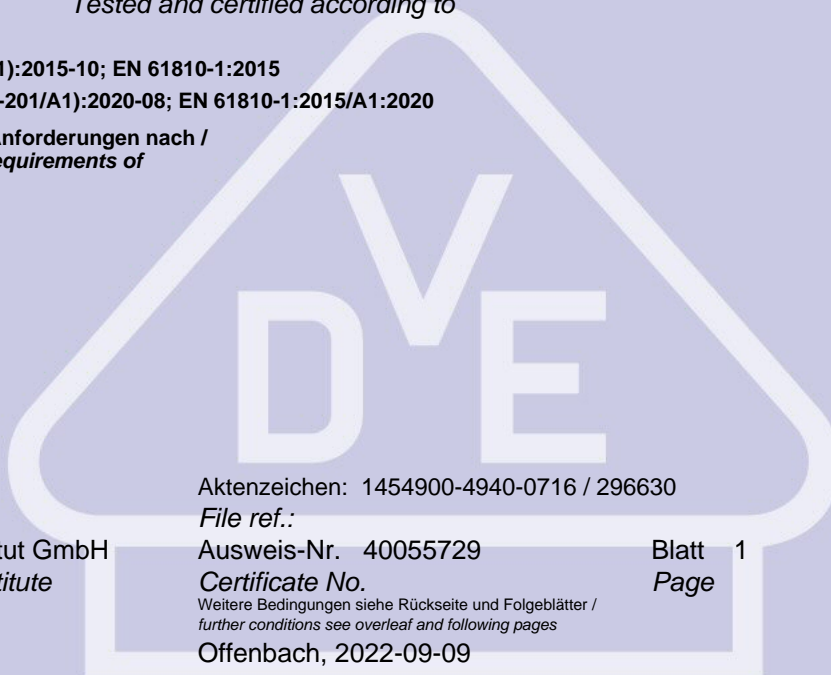 Tested and certified according to
1):2015-10; EN 61810-1:2015
-201/A1):2020-08; EN 61810-1:2015/A1:2020
Anforderungen nach /
equirements of
VDE
Aktenzeichen: 1454900-4940-0716 / 296630
File ref.:
tut GmbH Ausweis-Nr. 40055729 Blatt 1
titute Certificate No. Page
Weitere Bedingungen siehe Rückseite und Folgeblätter /
further conditions see overleaf and following pages
Offenbach, 2022-09-09